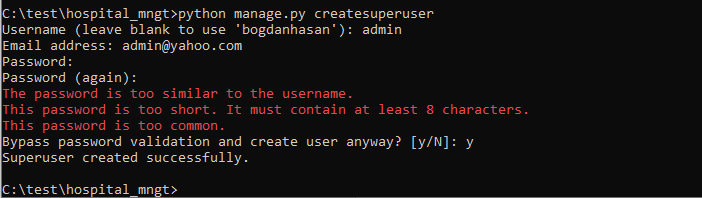 C:\test\hospital_mngt>python manage.py createsuperuser
Username (leave blank to use 'bogdanhasan'): admin
Email address: admin@yahoo.com
Password:
Password (again):
The password is too similar to the username.
This password is too short. It must contain at least 8 characters.
This password is too common.
Bypass password validation and create user anyway? [y/N]: y
Superuser created successfully.
C:\test\hospital_mngt>